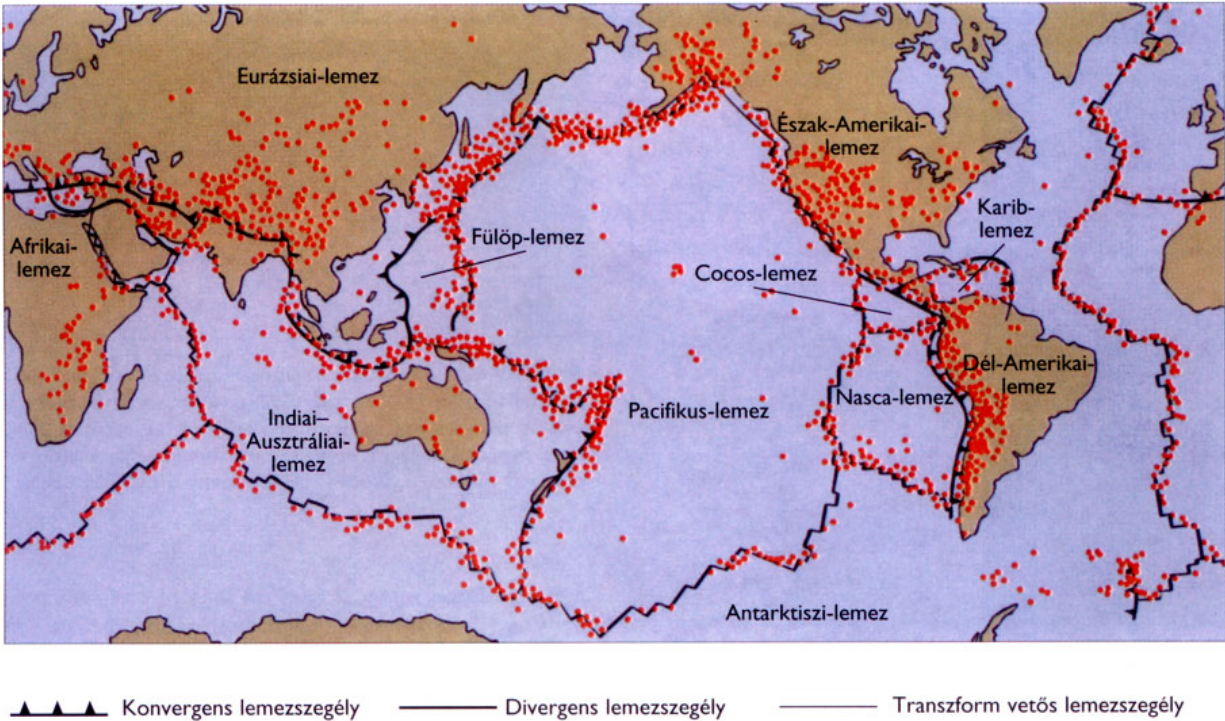 Eurázsiai-lemez
Észak-Amerikai-
lemez
Karib-
lemez
Afrikai-
lemez
Fülöp-lemez
Cocos-lemez
Dél-Amerikai-
lemez
Nasca-lemez
Pacifikus-lemez
Indiai–
Ausztráliai-
lemez
Antarktiszi-lemez
Konvergens lemezszegély
Divergens lemezszegély
Transzform vetős lemezszegély